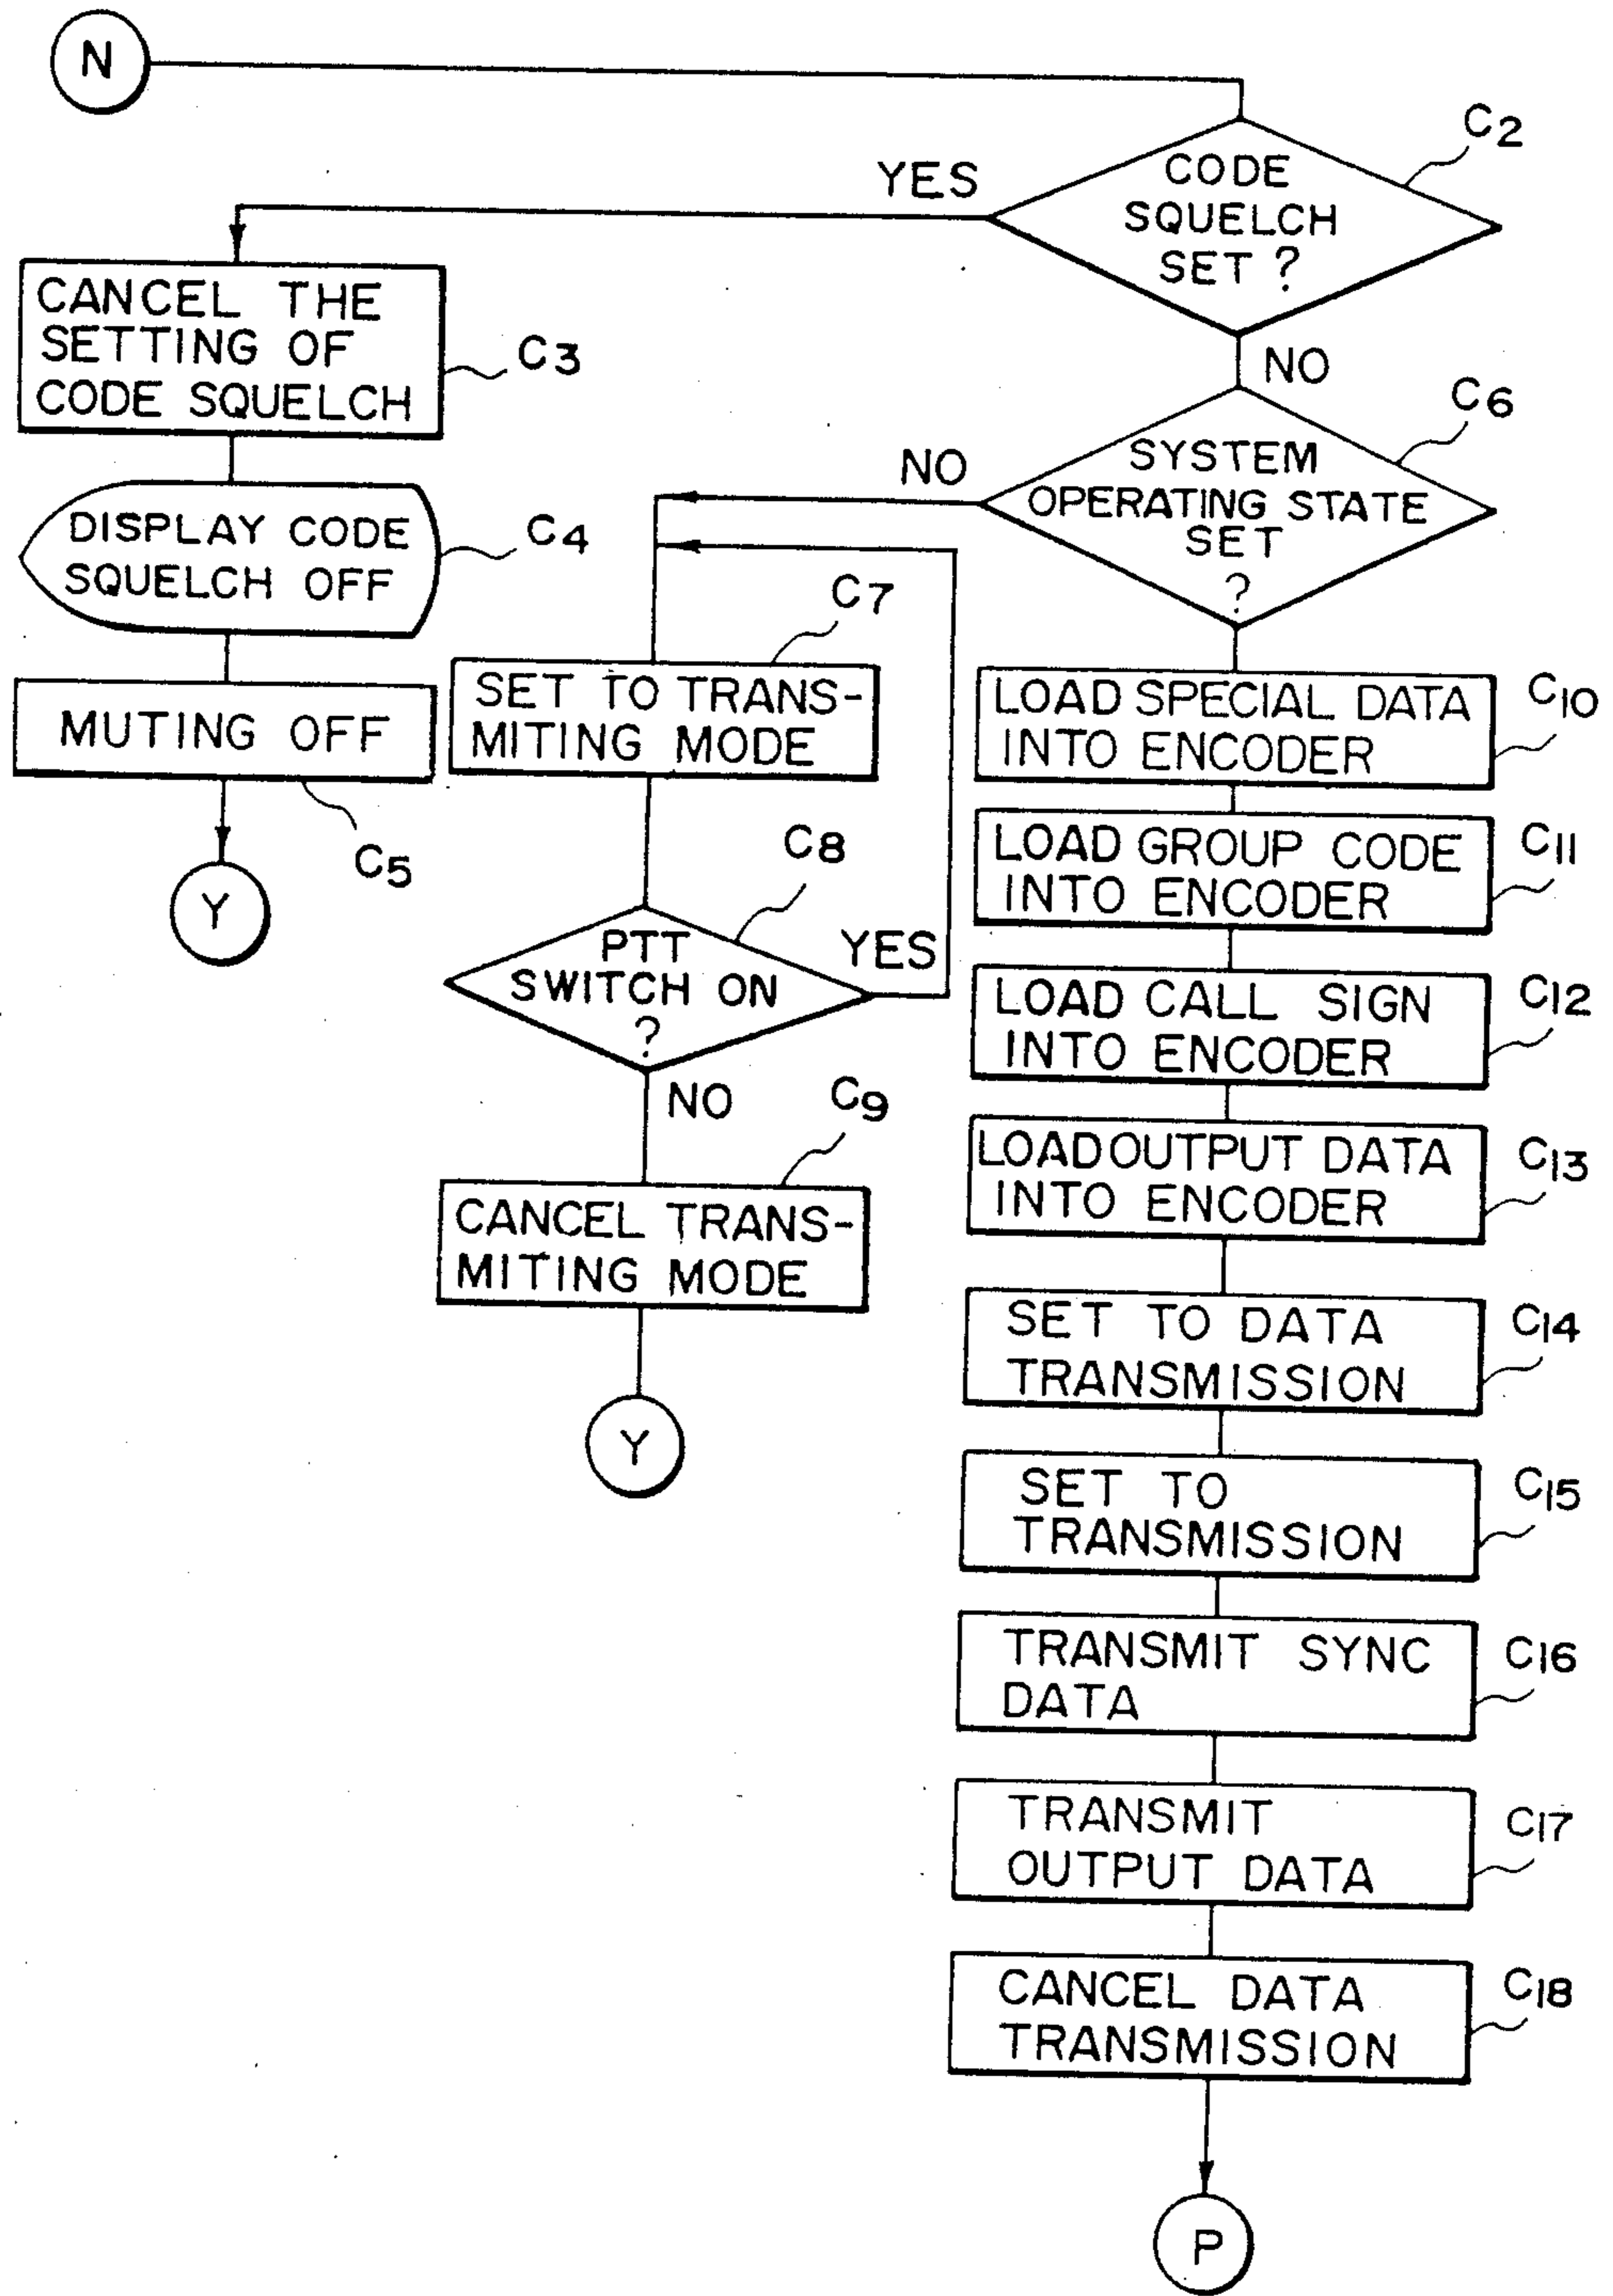 N
C2
CODE
SQUELCH
SET ?
YES
NO
CANCEL THE
SETTING OF
CODE SQUELCH
C3
DISPLAY CODE
SQUELCH OFF
C4
MUTING OFF
C5
Y
C6
SYSTEM
OPERATING STATE
SET
?
NO
C7
SET TO TRANS-
MITING MODE
C8
PTT
SWITCH ON
?
YES
NO
C9
CANCEL TRANS-
MITING MODE
Y
LOAD SPECIAL DATA
INTO ENCODER
C10
LOAD GROUP CODE
INTO ENCODER
C11
LOAD CALL SIGN
INTO ENCODER
C12
LOAD OUTPUT DATA
INTO ENCODER
C13
SET TO DATA
TRANSMISSION
C14
SET TO
TRANSMISSION
C15
TRANSMIT SYNC
DATA
C16
TRANSMIT
OUTPUT DATA
C17
CANCEL DATA
TRANSMISSION
C18
P